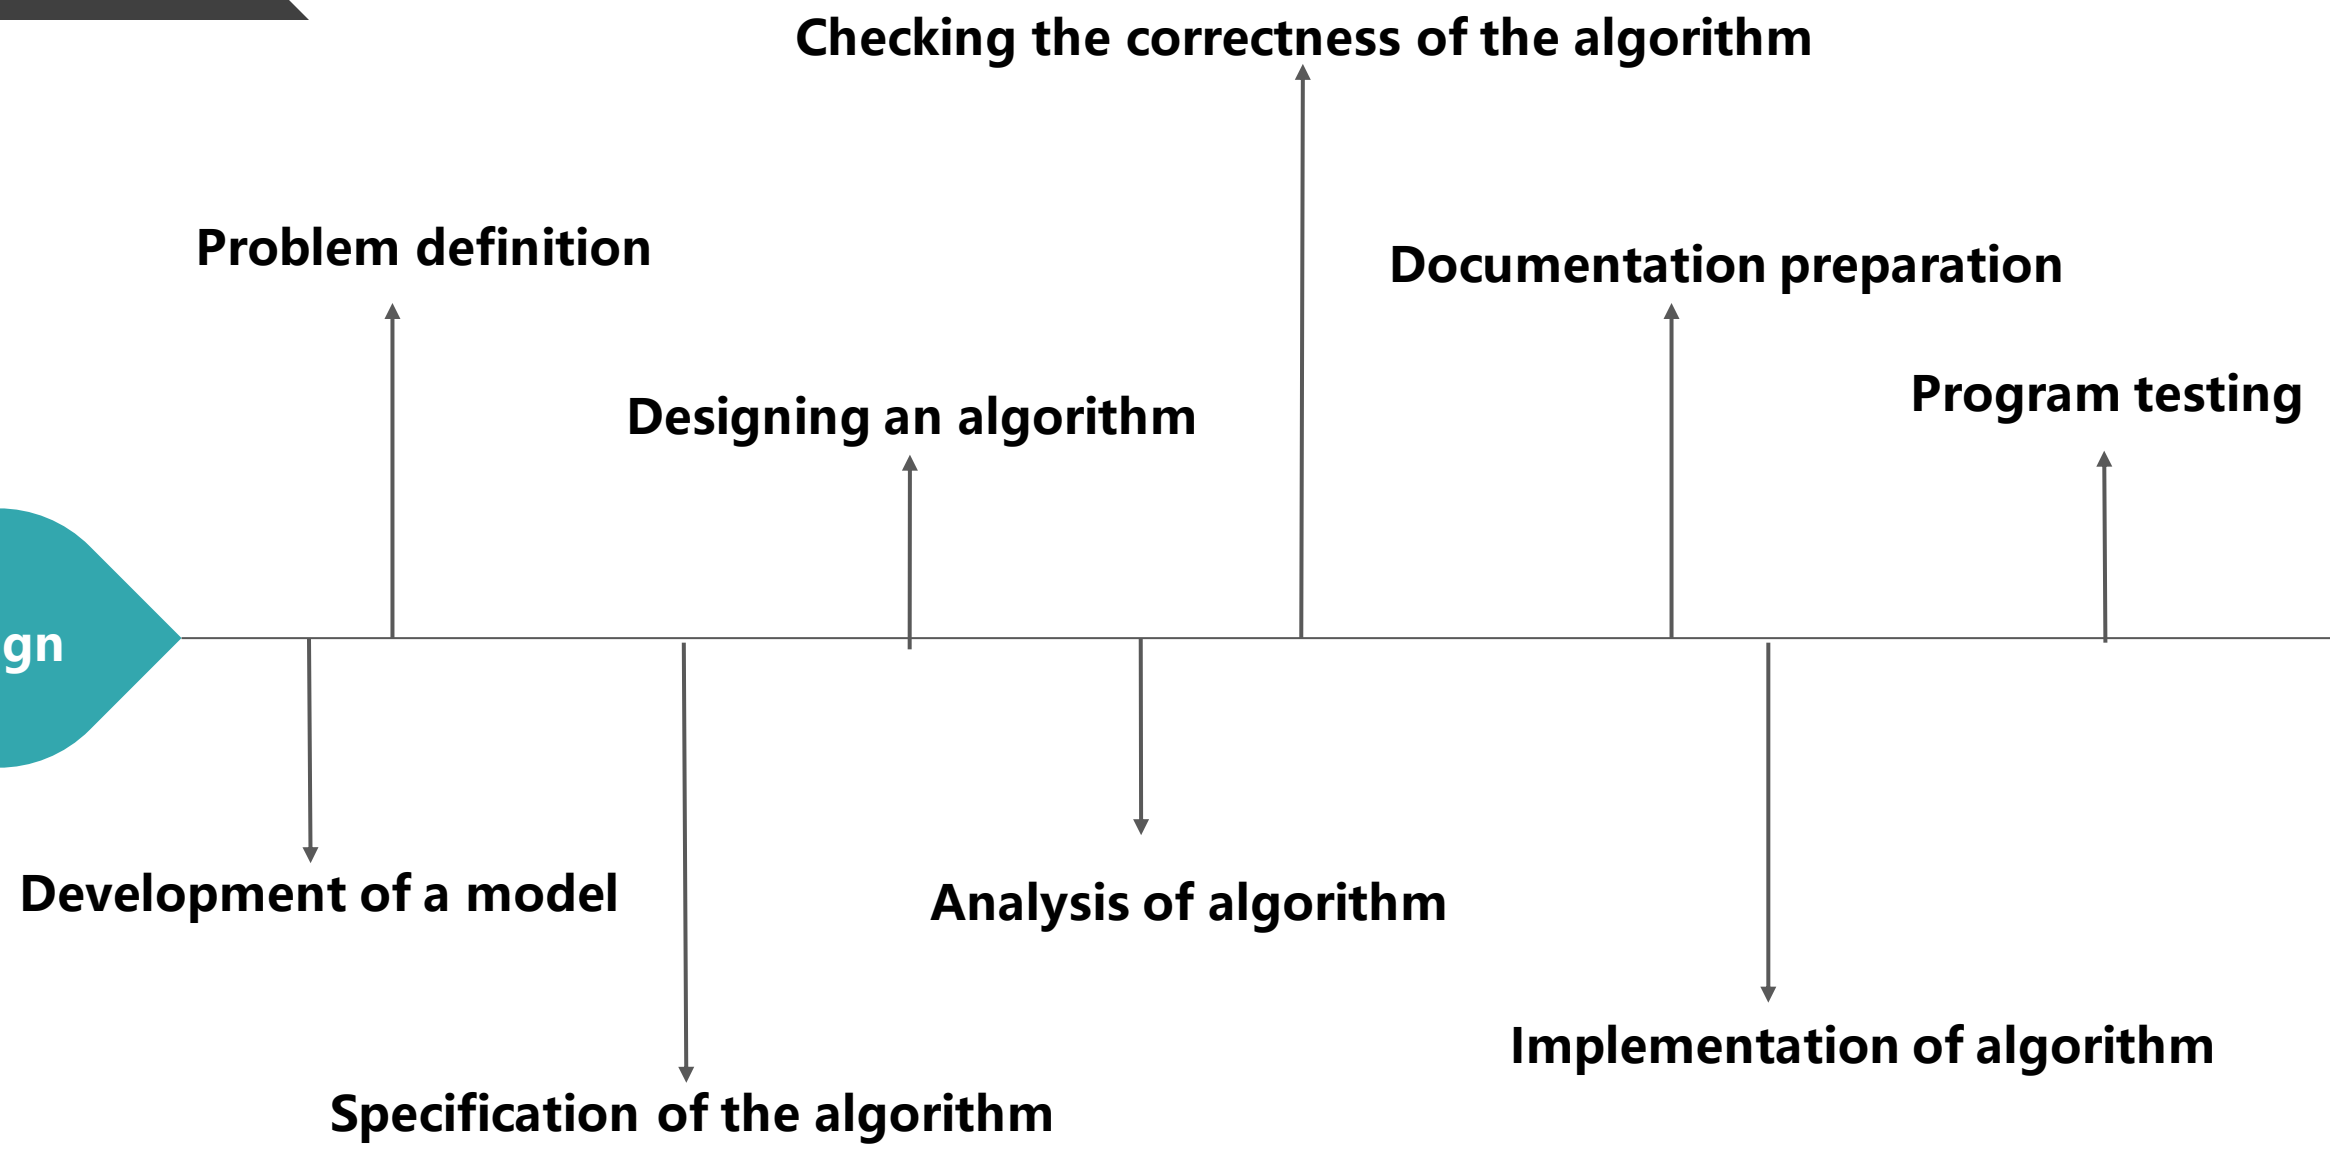 Checking the correctness of the algorithm
Problem definition
Documentation preparation
Program testing
Designing an algorithm
gn
Development of a model
Analysis of algorithm
Implementation of algorithm
Specification of the algorithm